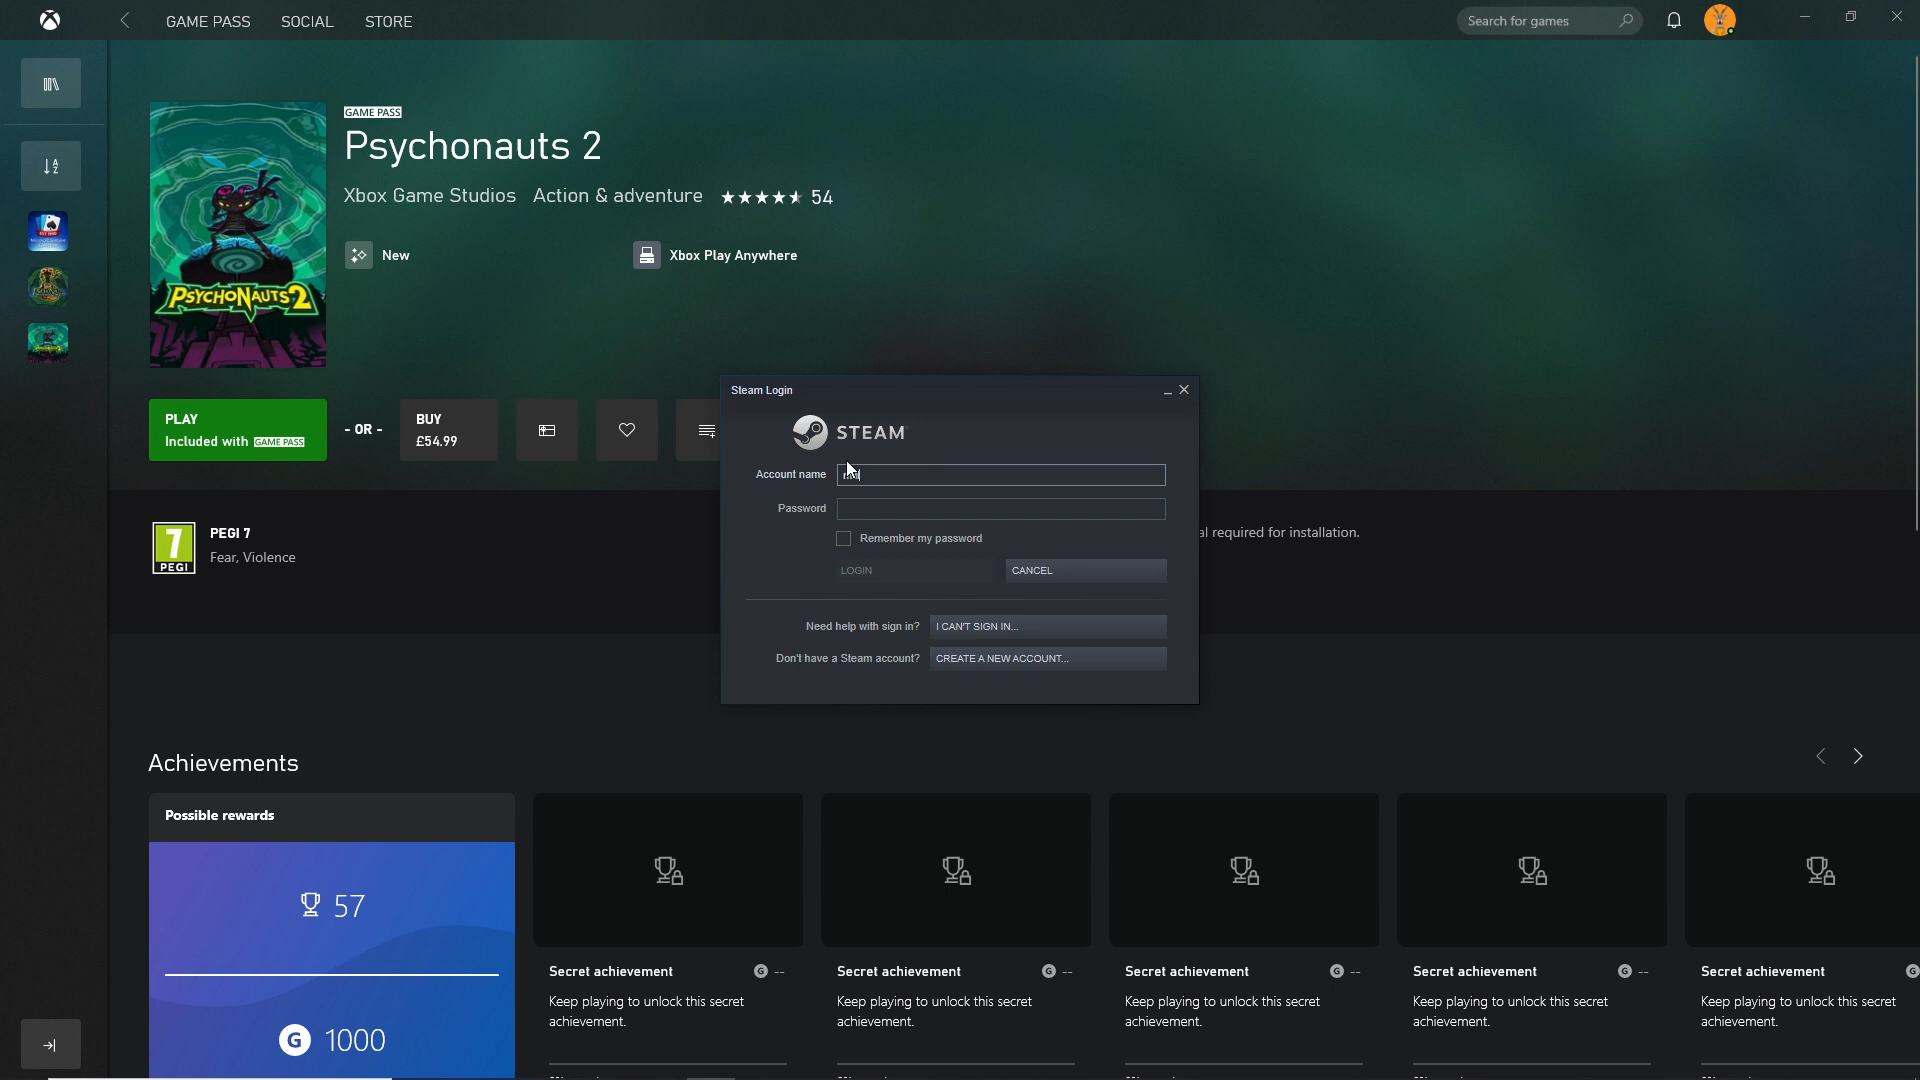 GAME PASS SOCIAL STORE Search for games
GAME PASS
Psychonauts 2
Xbox Game Studios Action & adventure 54
New Xbox Play Anywhere
PSYCHONAUTS 2
PLAY
Included with GAME PASS
- OR -
BUY
£54.99
Steam Login
STEAM
Account name
Password
Remember my password
LOGIN CANCEL
Need help with sign in? I CAN'T SIGN IN...
Don't have a Steam account? CREATE A NEW ACCOUNT...
7
PEGI
PEGI 7
Fear, Violence
al required for installation.
Achievements
Possible rewards
57
G 1000
Secret achievement G --
Keep playing to unlock this secret
achievement.
Secret achievement G --
Keep playing to unlock this secret
achievement.
Secret achievement G --
Keep playing to unlock this secret
achievement.
Secret achievement G --
Keep playing to unlock this secret
achievement.
Secret achievement G
Keep playing to unlock this secret
achievement.